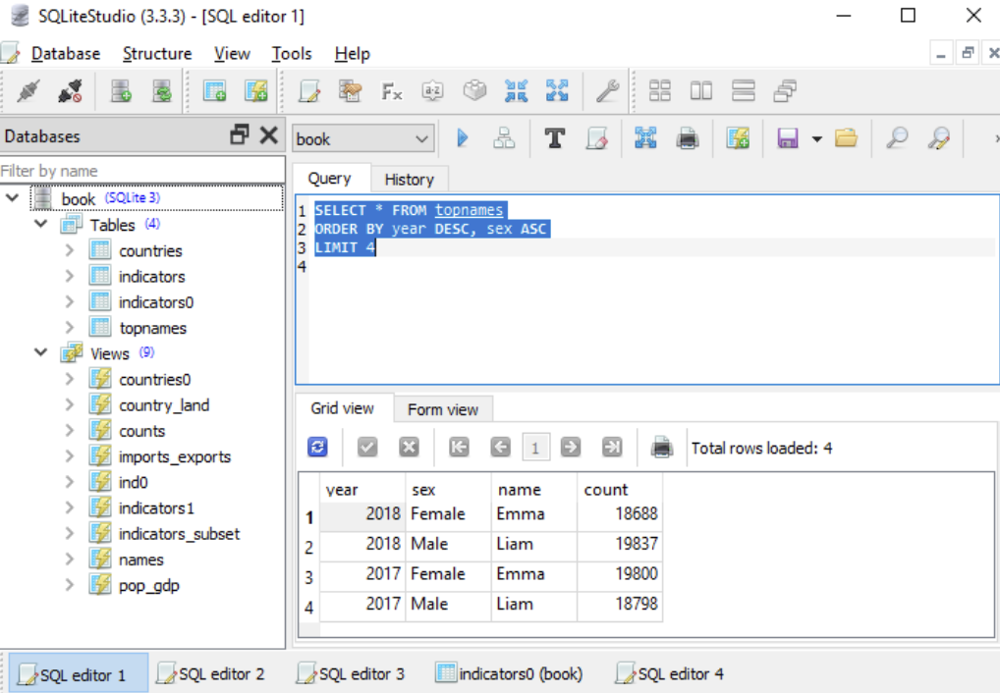 SQLiteStudio (3.3.3) - [SQL editor 1]
Database Structure View Tools Help
Databases
book
Filter by name
Query History
book (SQLite 3)
Tables (4)
countries
indicators
indicators0
topnames
Views (9)
countries0
country_land
counts
imports_exports
ind0
indicators1
indicators_subset
names
pop_gdp
1 SELECT * FROM topnames
2 ORDER BY year DESC, sex ASC
3 LIMIT 4
4
Grid view Form view
1 Total rows loaded: 4
year sex name count
1 2018 Female Emma 18688
2 2018 Male Liam 19837
3 2017 Female Emma 19800
4 2017 Male Liam 18798
SQL editor 1 SQL editor 2 SQL editor 3 indicators0 (book) SQL editor 4